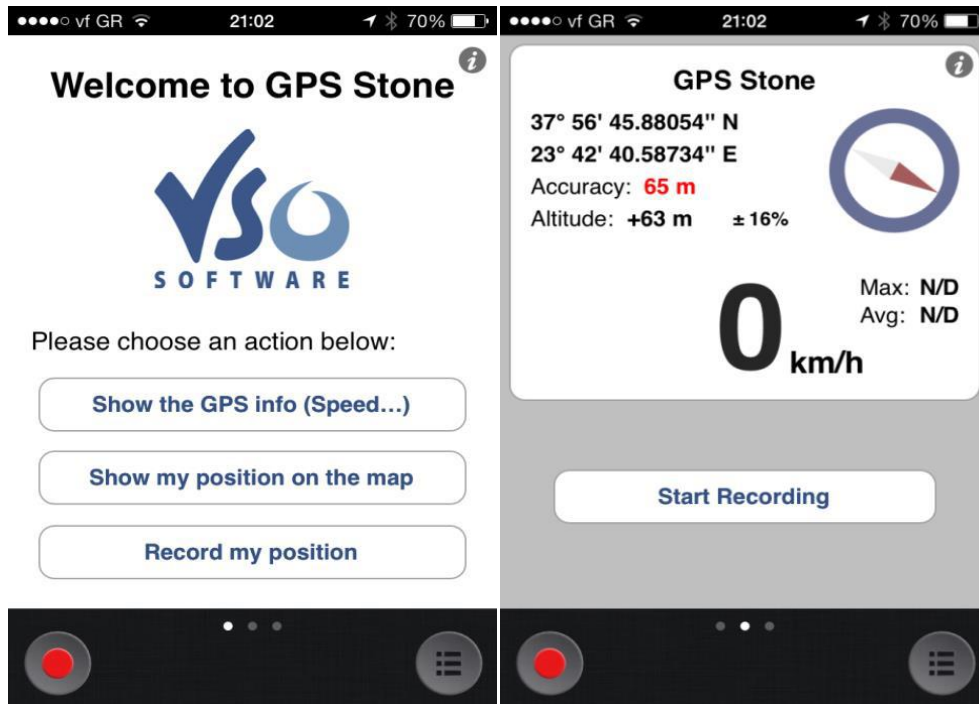 vf GR 21:02 70%
Welcome to GPS Stone
VSO
SOFTWARE
Please choose an action below:
Show the GPS info (Speed...)
Show my position on the map
Record my position
vf GR 21:02 70%
GPS Stone
37° 56' 45.88054" N
23° 42' 40.58734" E
Accuracy: 65 m
Altitude: +63 m ± 16%
Max: N/D
Avg: N/D
0 km/h
Start Recording